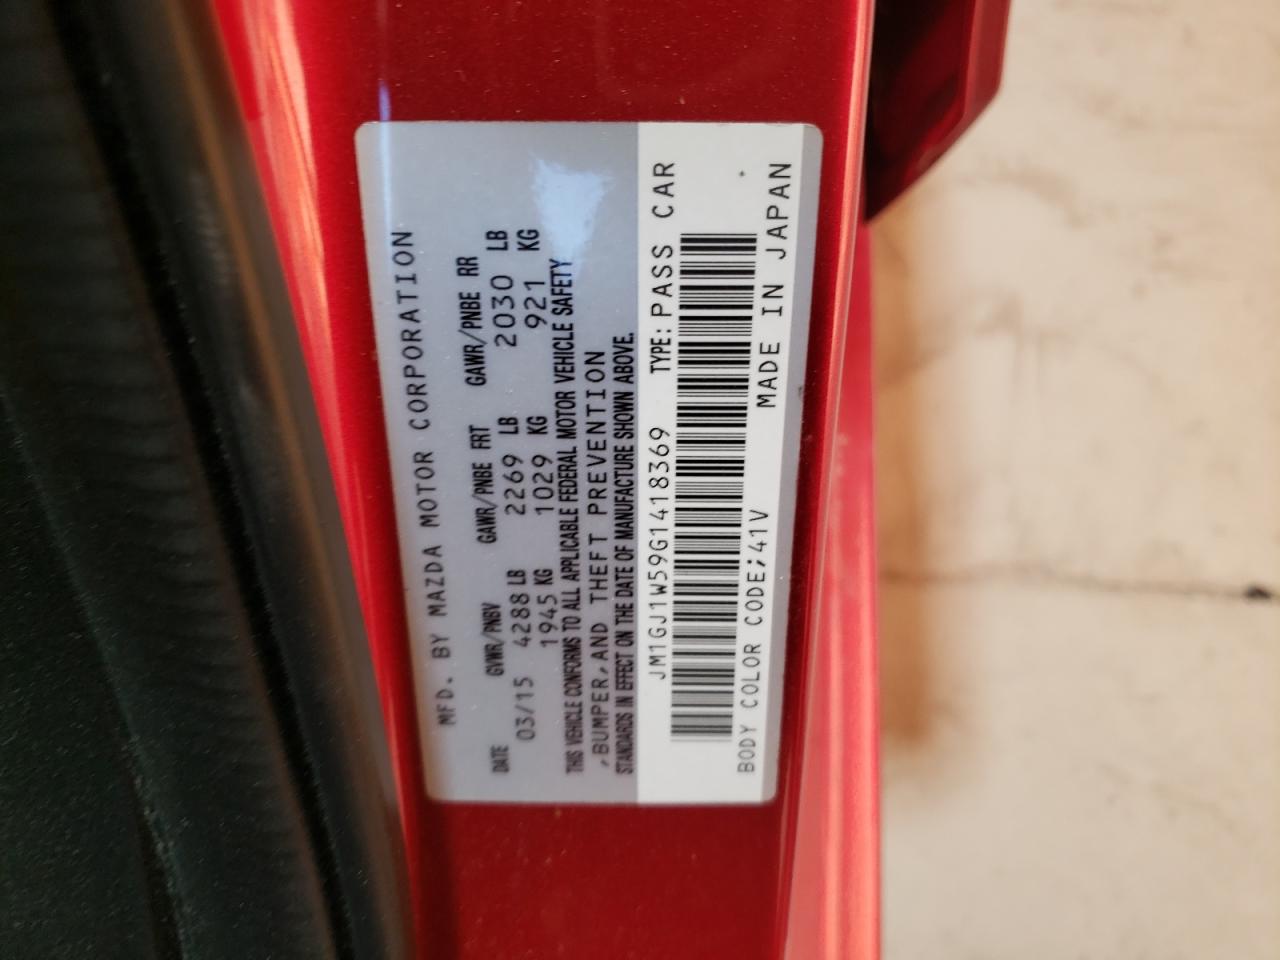 MFD. BY MAZDA MOTOR CORPORATION
DATE GVWR/PNBV GAWR/PNBE FRT GAWR/PNBE RR
03/15 4288 LB 2269 LB 2030 LB
1945 KG 1029 KG 921 KG
THIS VEHICLE CONFORMS TO ALL APPLICABLE FEDERAL MOTOR VEHICLE SAFETY
,BUMPER,AND THEFT PREVENTION
STANDARDS IN EFFECT ON THE DATE OF MANUFACTURE SHOWN ABOVE.
JM1GJ1W59G1418369 TYPE: PASS CAR
BODY COLOR CODE;41V MADE IN JAPAN